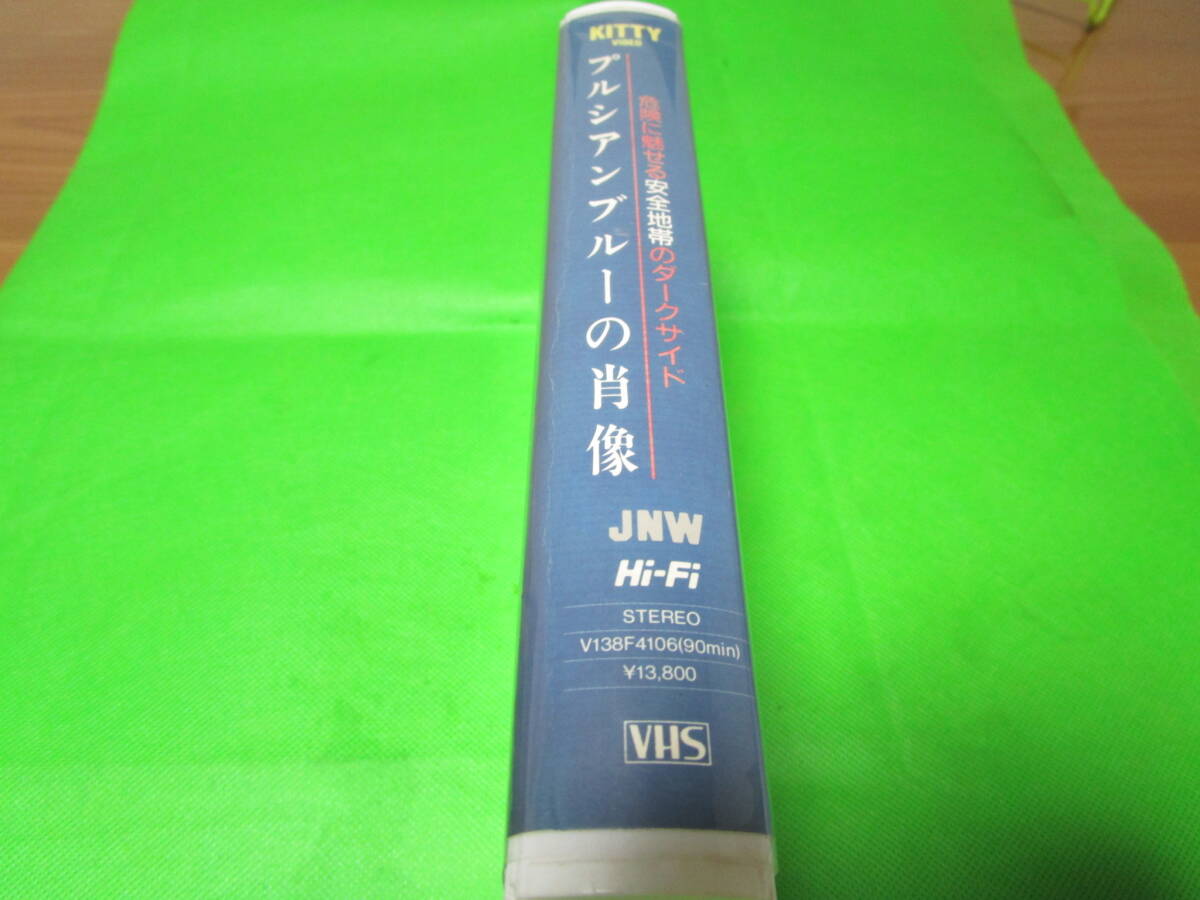 KITTY
VIDEO
危険に魅せる安全地帯のダークサイド
プルシアンブルーの肖像
JNW
Hi-Fi
STEREO
V138F4106(90min)
¥13,800
VHS